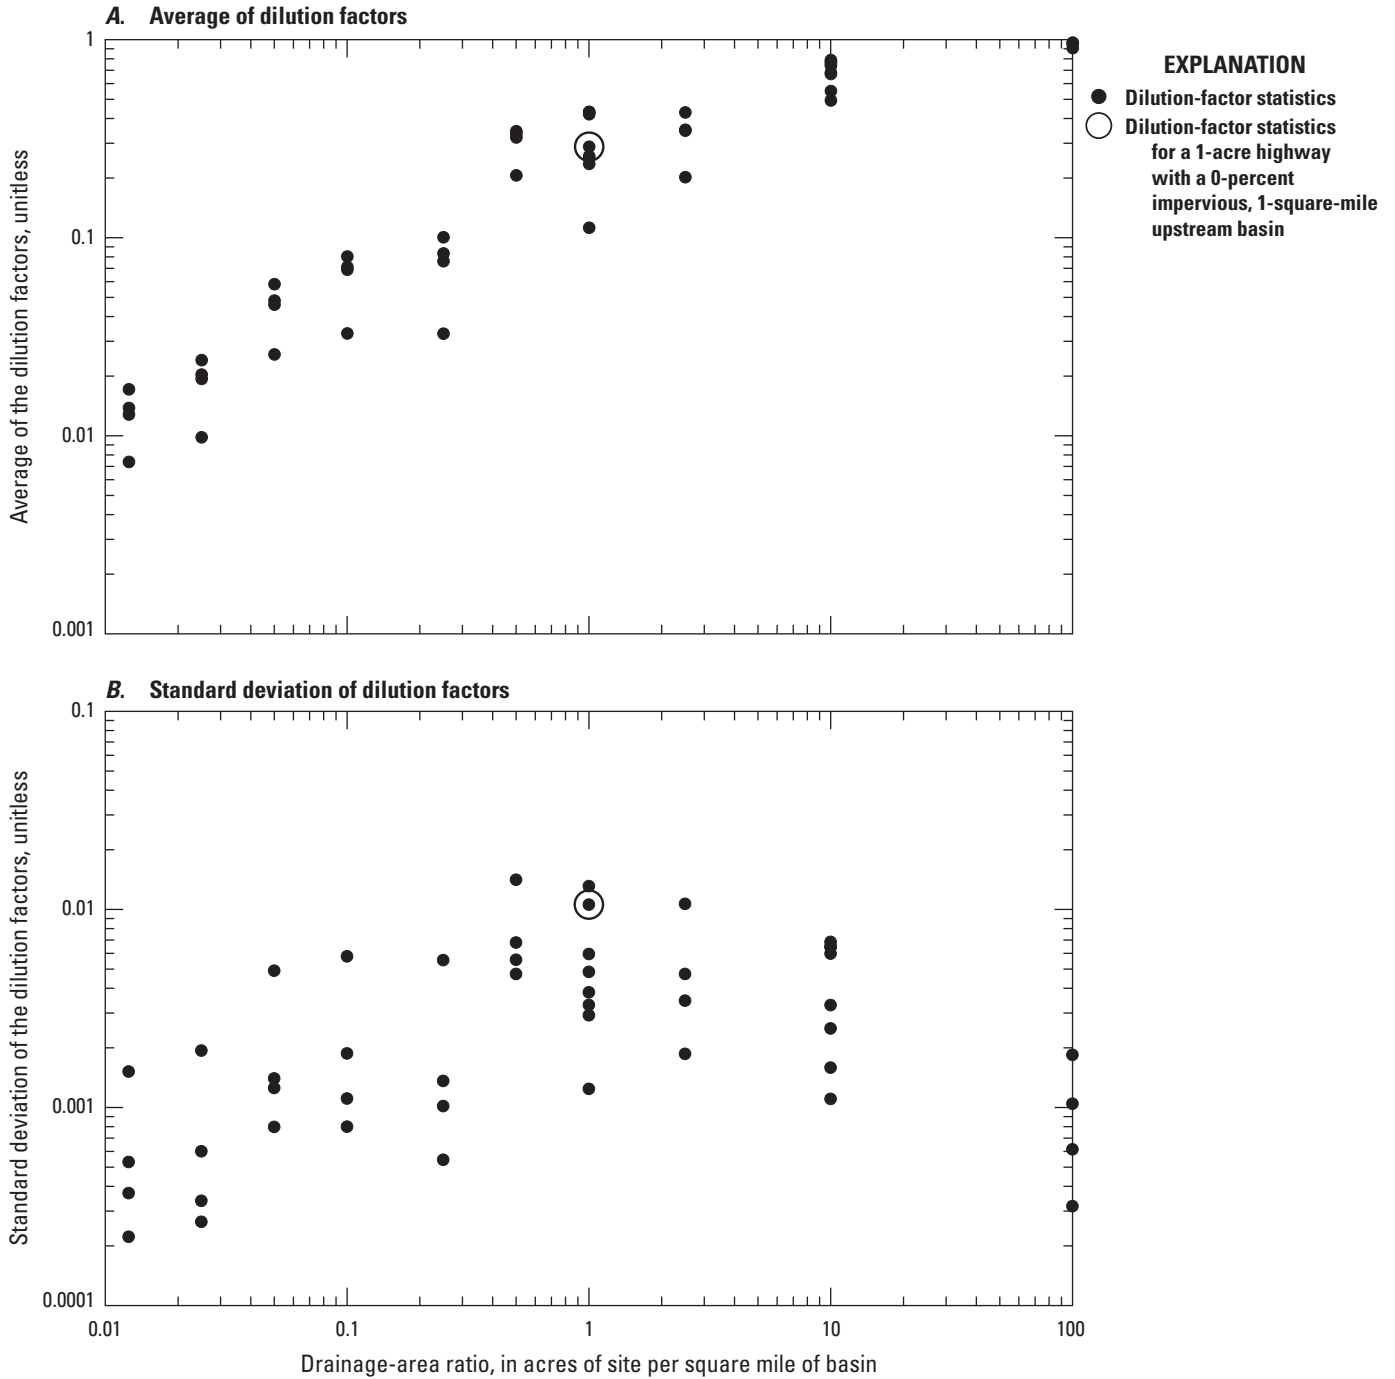 A. Average of dilution factors
1
0.1
0.01
0.001
Average of the dilution factors, unitless
EXPLANATION
Dilution-factor statistics
Dilution-factor statistics
for a 1-acre highway
with a 0-percent
impervious, 1-square-mile
upstream basin
B. Standard deviation of dilution factors
0.1
0.01
0.001
0.0001
Standard deviation of the dilution factors, unitless
0.01 0.1 1 10 100
Drainage-area ratio, in acres of site per square mile of basin